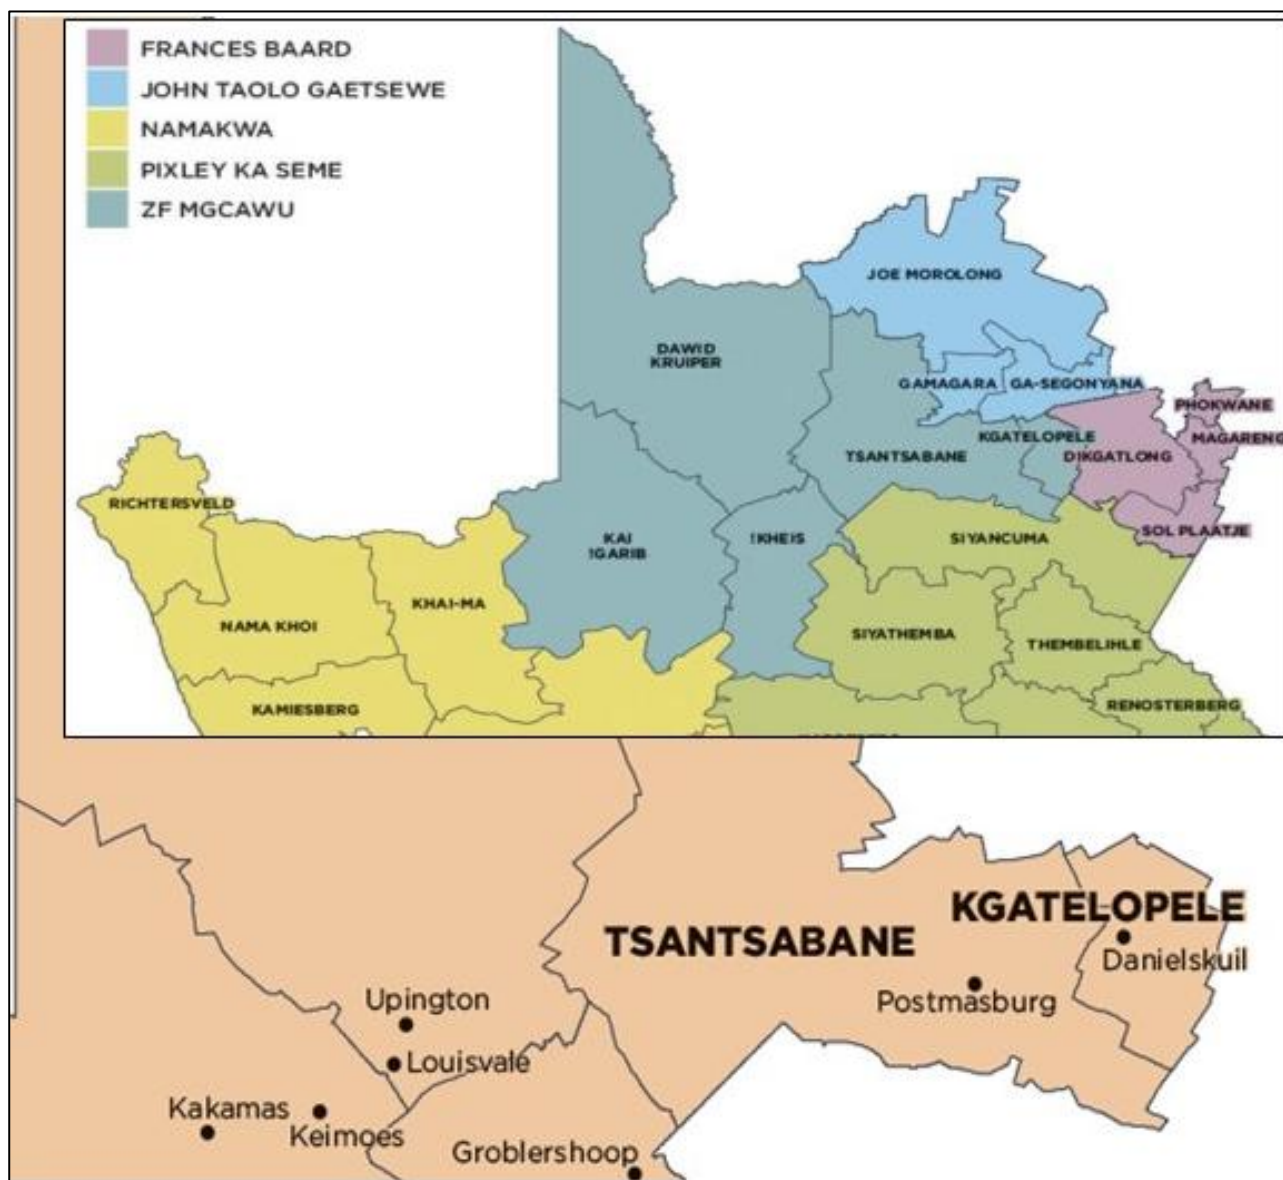 FRANCES BAARD
JOHN TAOLO GAETSEWE
NAMAKWA
PIXLEY KA SEME
ZF MGCAWU
JOE MOROLONG
DAWID
KRUIPER
GAMAGARA
GA-SEGONYANA
PHOKWANE
KGATELOPELE
MAGARENG
TSANTSABANE
DIKGATLONG
RICHTERSVELD
KAI
!GARIB
!KHEIS
SIYANCUMA
SOL PLAATJE
KHAI-MA
NAMA KHOI
SIYATHEMBA
THEMBELIHLE
KAMIESBERG
RENOSTERBERG
KGATELOPELE
TSANTSABANE
Danielskuil
Upington
Postmasburg
Louisvale
Kakamas
Keimoes
Groblershoop